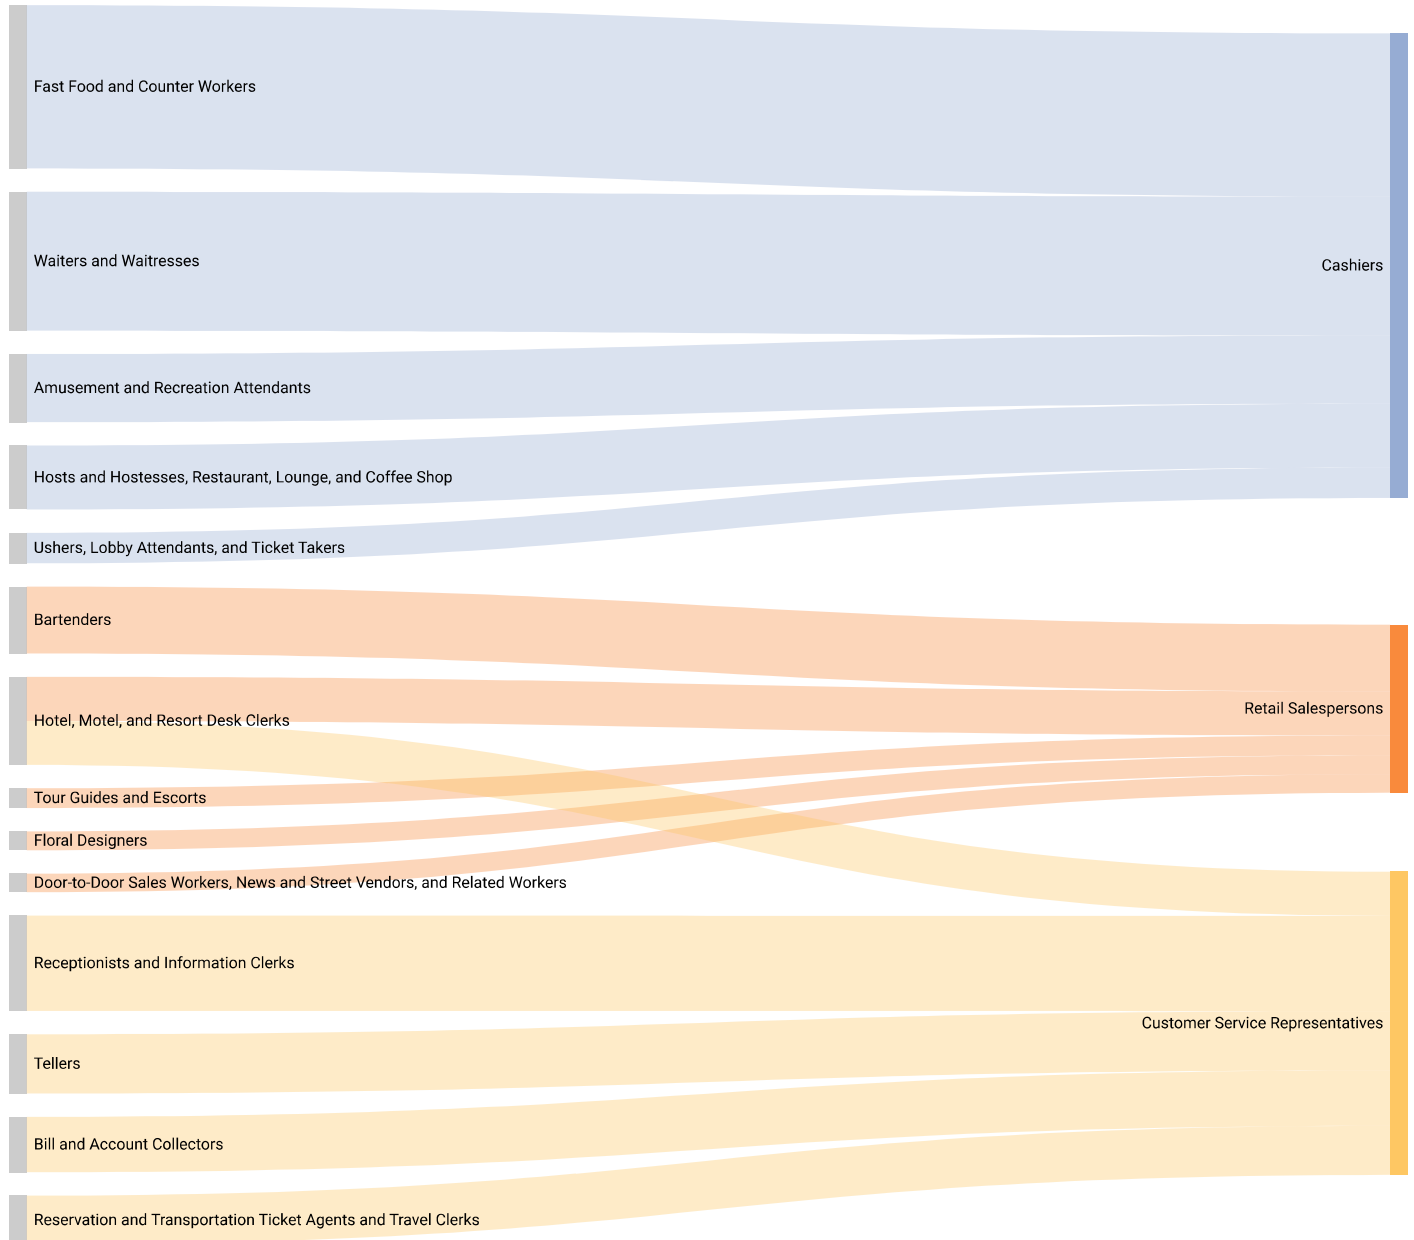 Fast Food and Counter Workers
Waiters and Waitresses
Cashiers
Amusement and Recreation Attendants
Hosts and Hostesses, Restaurant, Lounge, and Coffee Shop
Ushers, Lobby Attendants, and Ticket Takers
Bartenders
Retail Salespersons
Hotel, Motel, and Resort Desk Clerks
Tour Guides and Escorts
Floral Designers
Door-to-Door Sales Workers, News and Street Vendors, and Related Workers
Receptionists and Information Clerks
Customer Service Representatives
Tellers
Bill and Account Collectors
Reservation and Transportation Ticket Agents and Travel Clerks